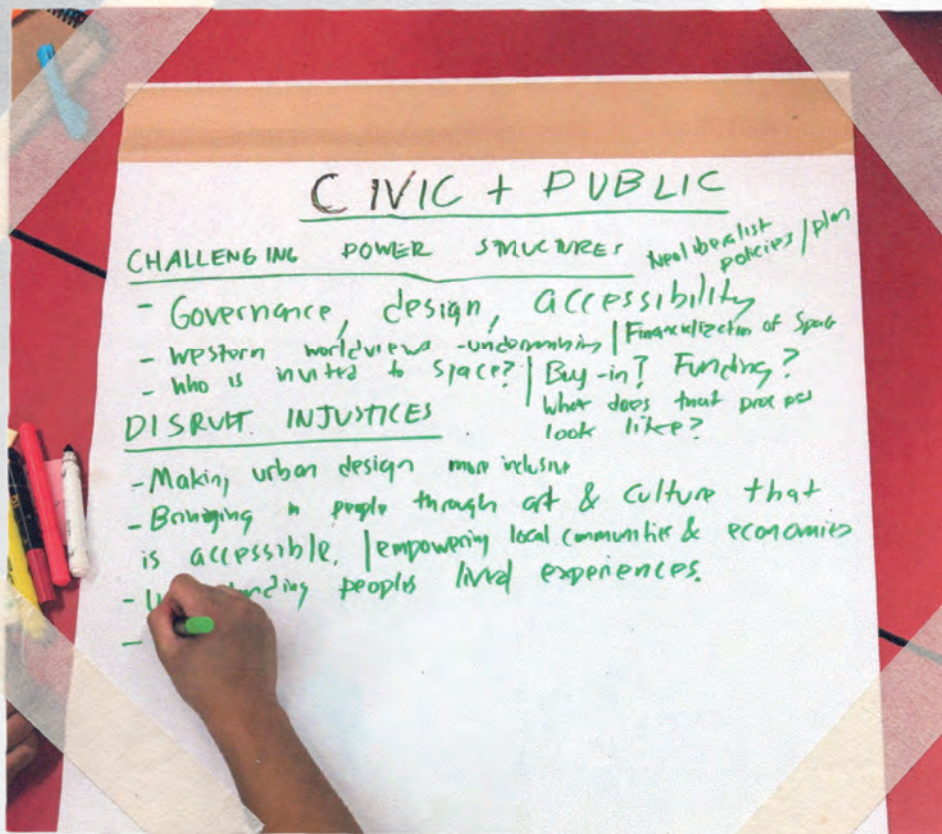 CIVIC + PUBLIC
CHALLENGING POWER STRUCTURES
Neoliberalist
policies / plan
- Governance, design, accessibility
- Western worldviews - | Financialization of Space
- who is invited to space? | Buy-in? Funding?
What does that process
look like?
DISRUPT INJUSTICES
- Making urban design more inclusive
- Bringing in people through art & culture that
is accessible. | empowering local communities & economies
- peoples lived experiences.
-